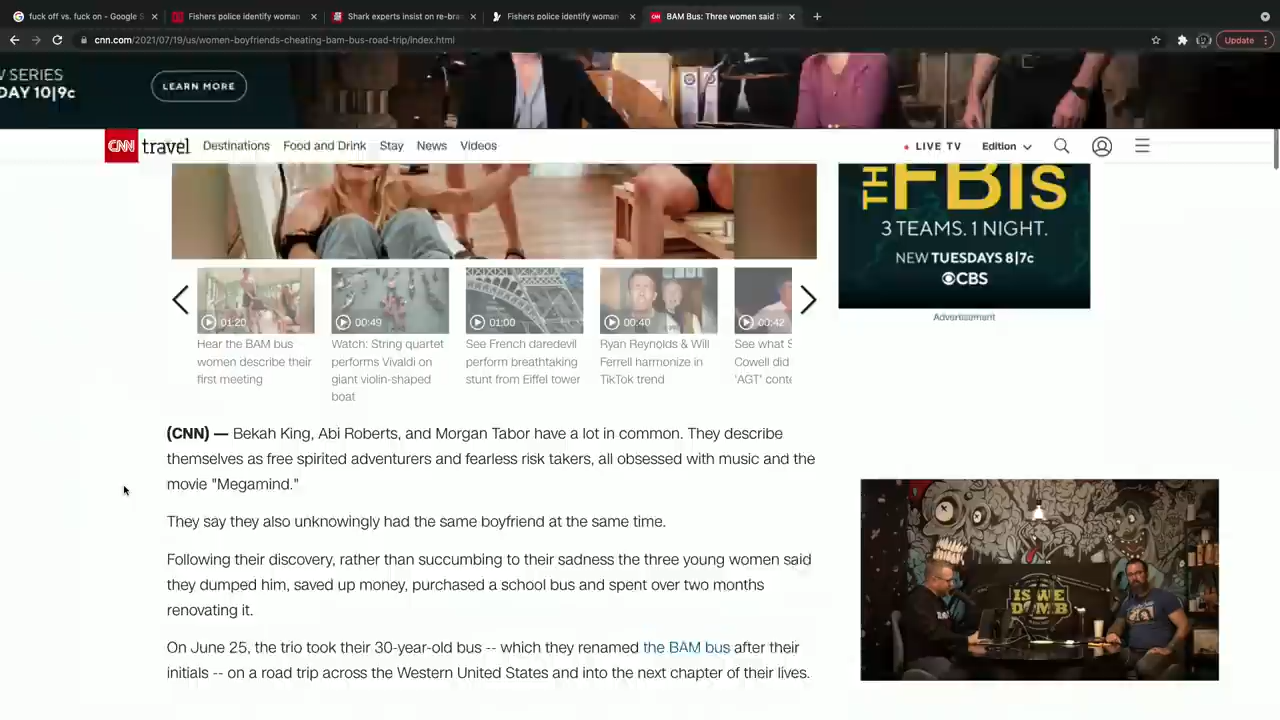 fuck off vs. fuck on - Google S
Fishers police identify woman
Shark experts insist on re-bra
Fishers police identify woman
BAM Bus: Three women said t
cnn.com/2021/07/19/us/women-boyfriends-cheating-bam-bus-road-trip/index.html
Update
SERIES
DAY 10|9c
LEARN MORE
CNN travel Destinations Food and Drink Stay News Videos
LIVE TV Edition
THE FBIs
3 TEAMS. 1 NIGHT.
NEW TUESDAYS 8|7c
CBS
Advertisement
01:20
00:49
01:00
00:40
00:42
Hear the BAM bus
women describe their
first meeting
Watch: String quartet
performs Vivaldi on
giant violin-shaped
boat
See French daredevil
perform breathtaking
stunt from Eiffel tower
Ryan Reynolds & Will
Ferrell harmonize in
TikTok trend
See what S
Cowell did
'AGT' conte
(CNN) — Bekah King, Abi Roberts, and Morgan Tabor have a lot in common. They describe
themselves as free spirited adventurers and fearless risk takers, all obsessed with music and the
movie "Megamind."
They say they also unknowingly had the same boyfriend at the same time.
Following their discovery, rather than succumbing to their sadness the three young women said
they dumped him, saved up money, purchased a school bus and spent over two months
renovating it.
On June 25, the trio took their 30-year-old bus -- which they renamed the BAM bus after their
initials -- on a road trip across the Western United States and into the next chapter of their lives.
IS WE
DUMB